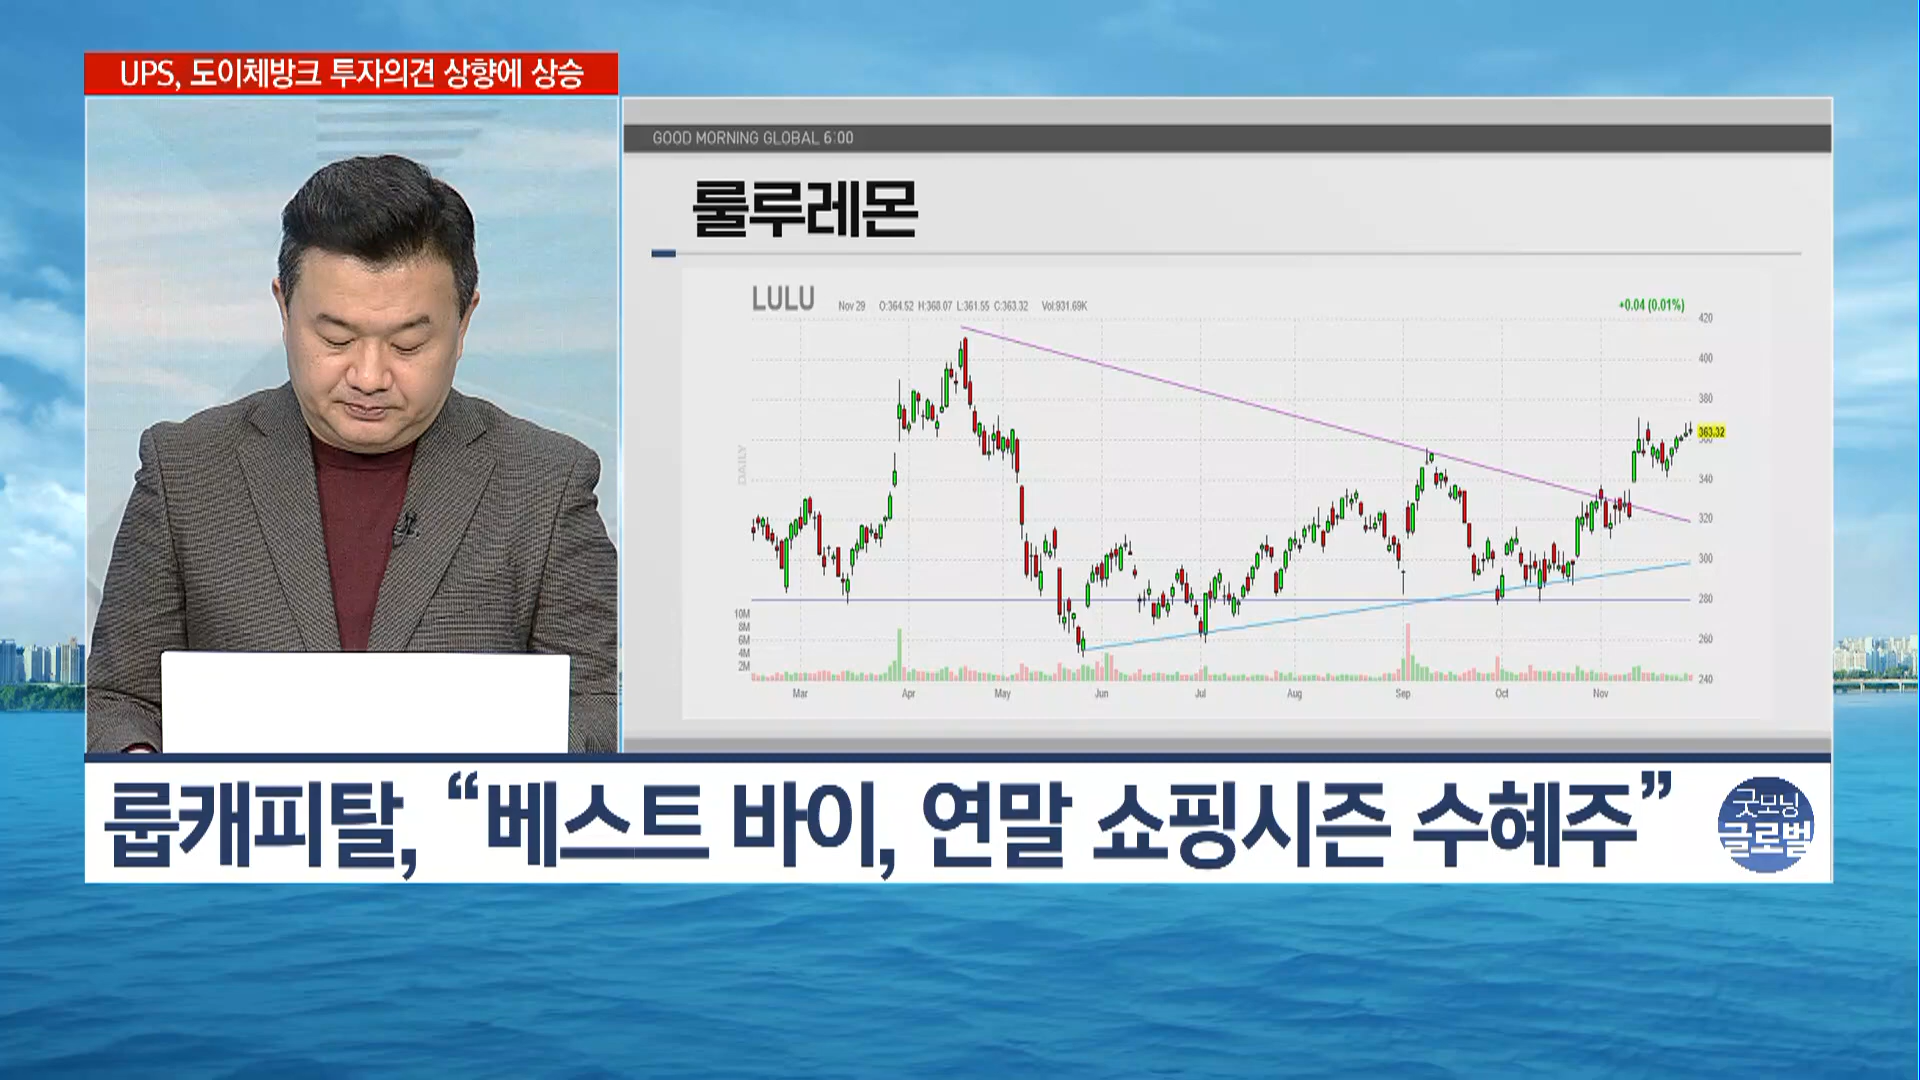 UPS, 도이체방크 투자의견 상향에 상승
GOOD MORNING GLOBAL 6:00
룰루레몬
LULU
Nov 29 O:364.52 H:368.07 L:361.55 C:363.32 Vol:931.69K
+0.04 (0.01%)
420
400
380
363.32
360
340
320
300
280
260
240
DAILY
10M
8M
6M
4M
2M
Mar Apr May Jun Jul Aug Sep Oct Nov
룹캐피탈, “베스트 바이, 연말 쇼핑시즌 수혜주”
굿모닝
글로벌